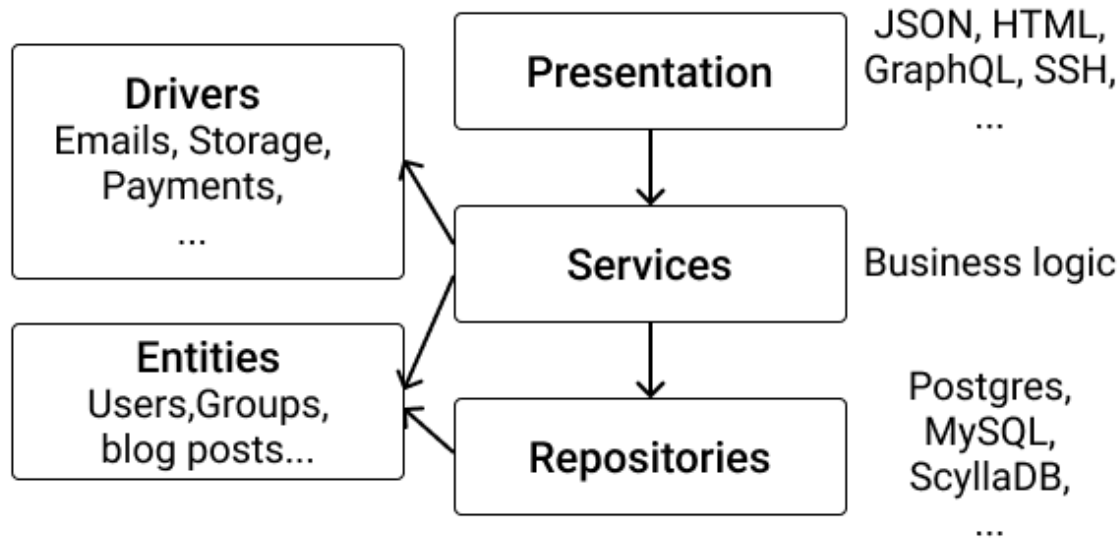 Drivers
Emails, Storage,
Payments,
...
Entities
Users,Groups,
blog posts...
Presentation
JSON, HTML,
GraphQL, SSH,
...
Services
Business logic
Repositories
Postgres,
MySQL,
ScyllaDB,
...